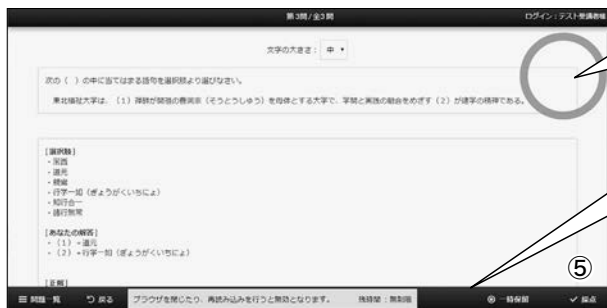 第3問/全3問
ログイン：テスト受講者様
文字の大きさ： 中
次の（ ）の中に当てはまる語句を選択肢より選びなさい。
東北福祉大学は、（1）禅師が開祖の曹洞宗（そうとうしゅう）を母体とする大学で、学問と実践の融合をめざす（2）が建学の精神である。
[選択肢]
・栄西
・道元
・親鸞
・行学一如（ぎょうがくいちにょ）
・知行合一
・諸行無常
[あなたの解答]
・（1）→道元
・（2）→行学一如（ぎょうがくいちにょ）
[正解]
⑤
問題一覧 戻る ブラウザを閉じたり、再読み込みを行うと無効となります。 残時間：無制限 一時保留 採点